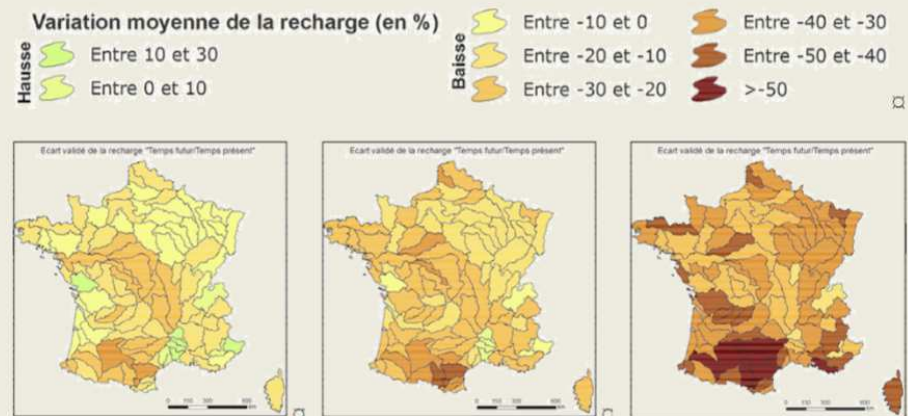 Variation moyenne de la recharge (en %)
Hausse
Entre 10 et 30
Entre 0 et 10
Baisse
Entre -10 et 0
Entre -20 et -10
Entre -30 et -20
Entre -40 et -30
Entre -50 et -40
>-50
¤
Ecart validé de la recharge "Temps futur/Temps présent"
Ecart validé de la recharge "Temps futur/Temps présent"
Ecart validé de la recharge "Temps futur/Temps présent"